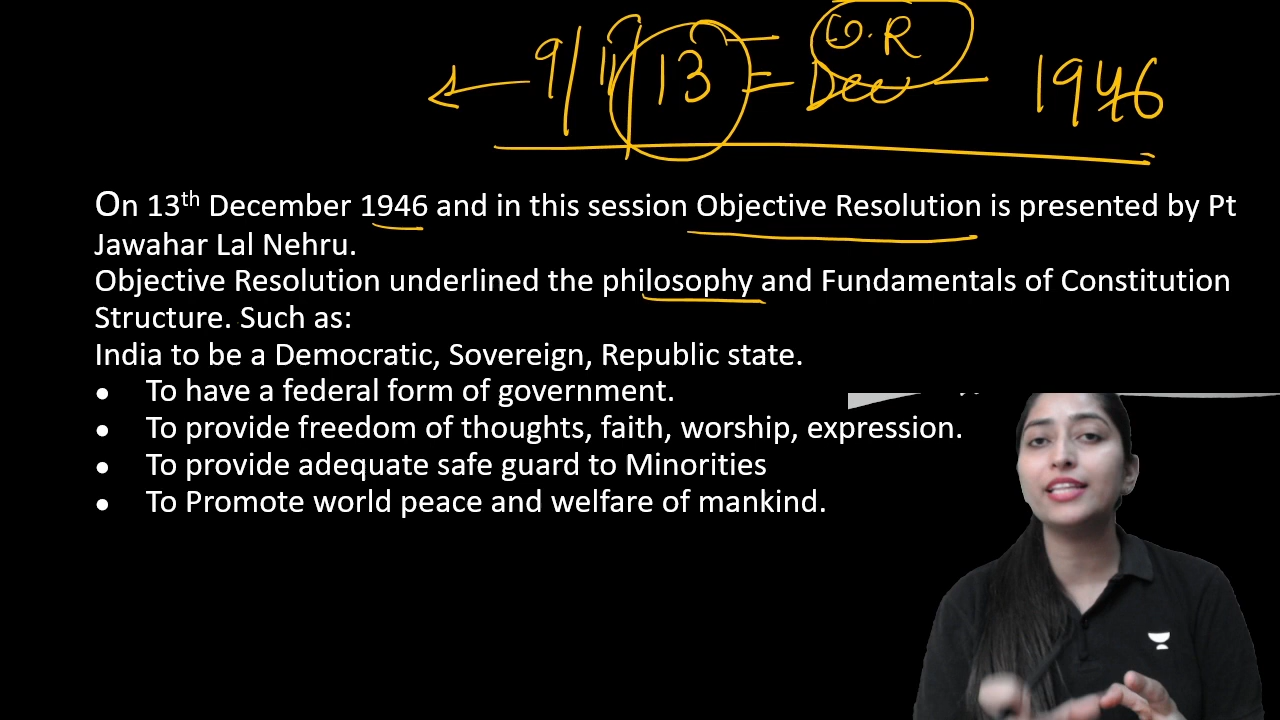 9/11/13 = Dec 1946
O.R
On 13th December 1946 and in this session Objective Resolution is presented by Pt
Jawahar Lal Nehru.
Objective Resolution underlined the philosophy and Fundamentals of Constitution
Structure. Such as:
India to be a Democratic, Sovereign, Republic state.
• To have a federal form of government.
• To provide freedom of thoughts, faith, worship, expression.
• To provide adequate safe guard to Minorities
• To Promote world peace and welfare of mankind.